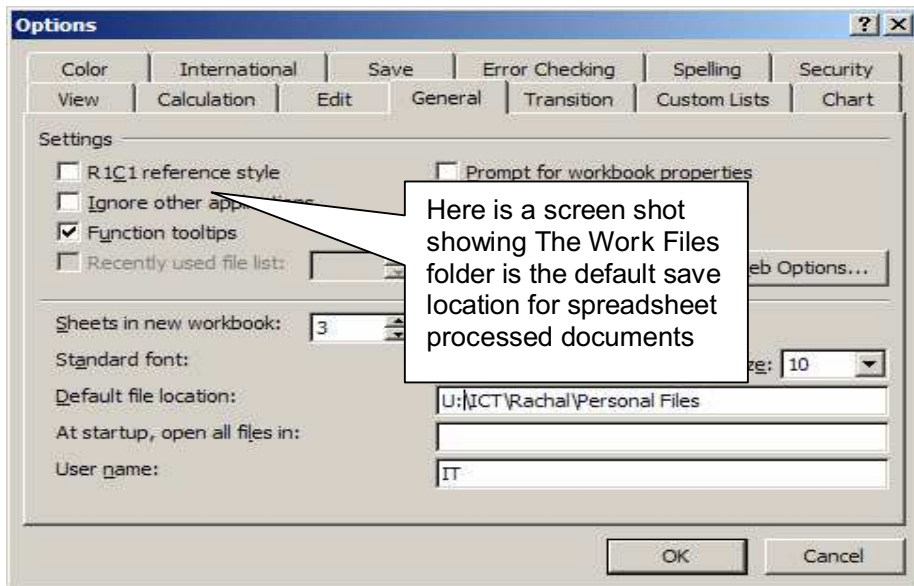 Options
Color International Save Error Checking Spelling Security
View Calculation Edit General Transition Custom Lists Chart
Settings
R1C1 reference style
Prompt for workbook properties
Ignore other applications
Function tooltips
Recently used file list:
Here is a screen shot
showing The Work Files
folder is the default save
location for spreadsheet
processed documents
Options...
Sheets in new workbook: 3
Standard font:
10
Default file location: U:\ICT\Rachal\Personal Files
At startup, open all files in:
User name: IT
OK Cancel